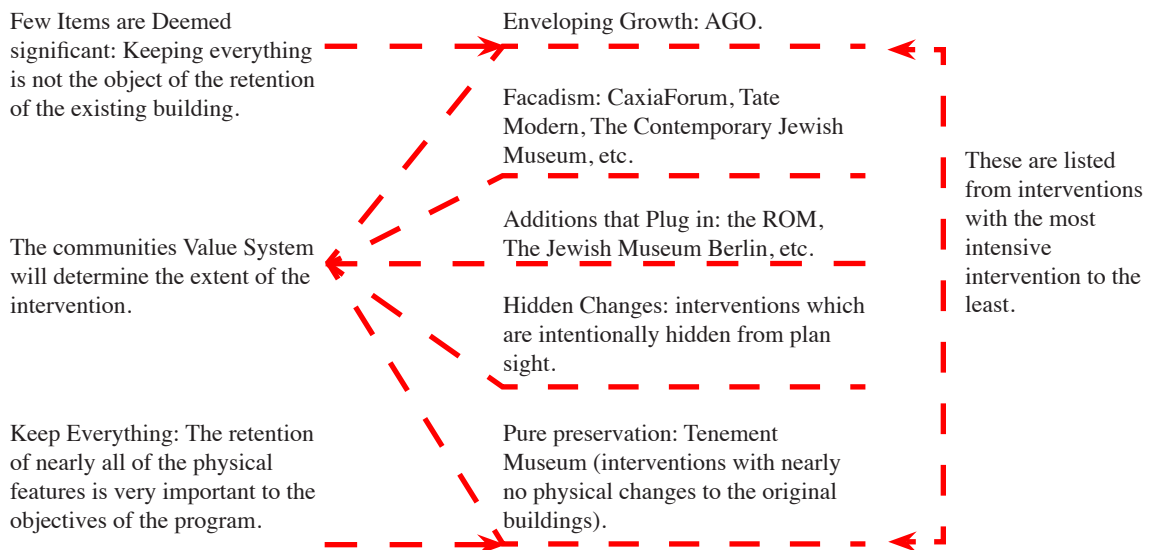 Few Items are Deemed
significant: Keeping everything
is not the object of the retention
of the existing building.
The communities Value System
will determine the extent of the
intervention.
Keep Everything: The retention
of nearly all of the physical
features is very important to the
objectives of the program.
Enveloping Growth: AGO.
Facadism: CaxiaForum, Tate
Modern, The Contemporary Jewish
Museum, etc.
Additions that Plug in: the ROM,
The Jewish Museum Berlin, etc.
Hidden Changes: interventions which
are intentionally hidden from plan
sight.
Pure preservation: Tenement
Museum (interventions with nearly
no physical changes to the original
buildings).
These are listed
from interventions
with the most
intensive
intervention to the
least.